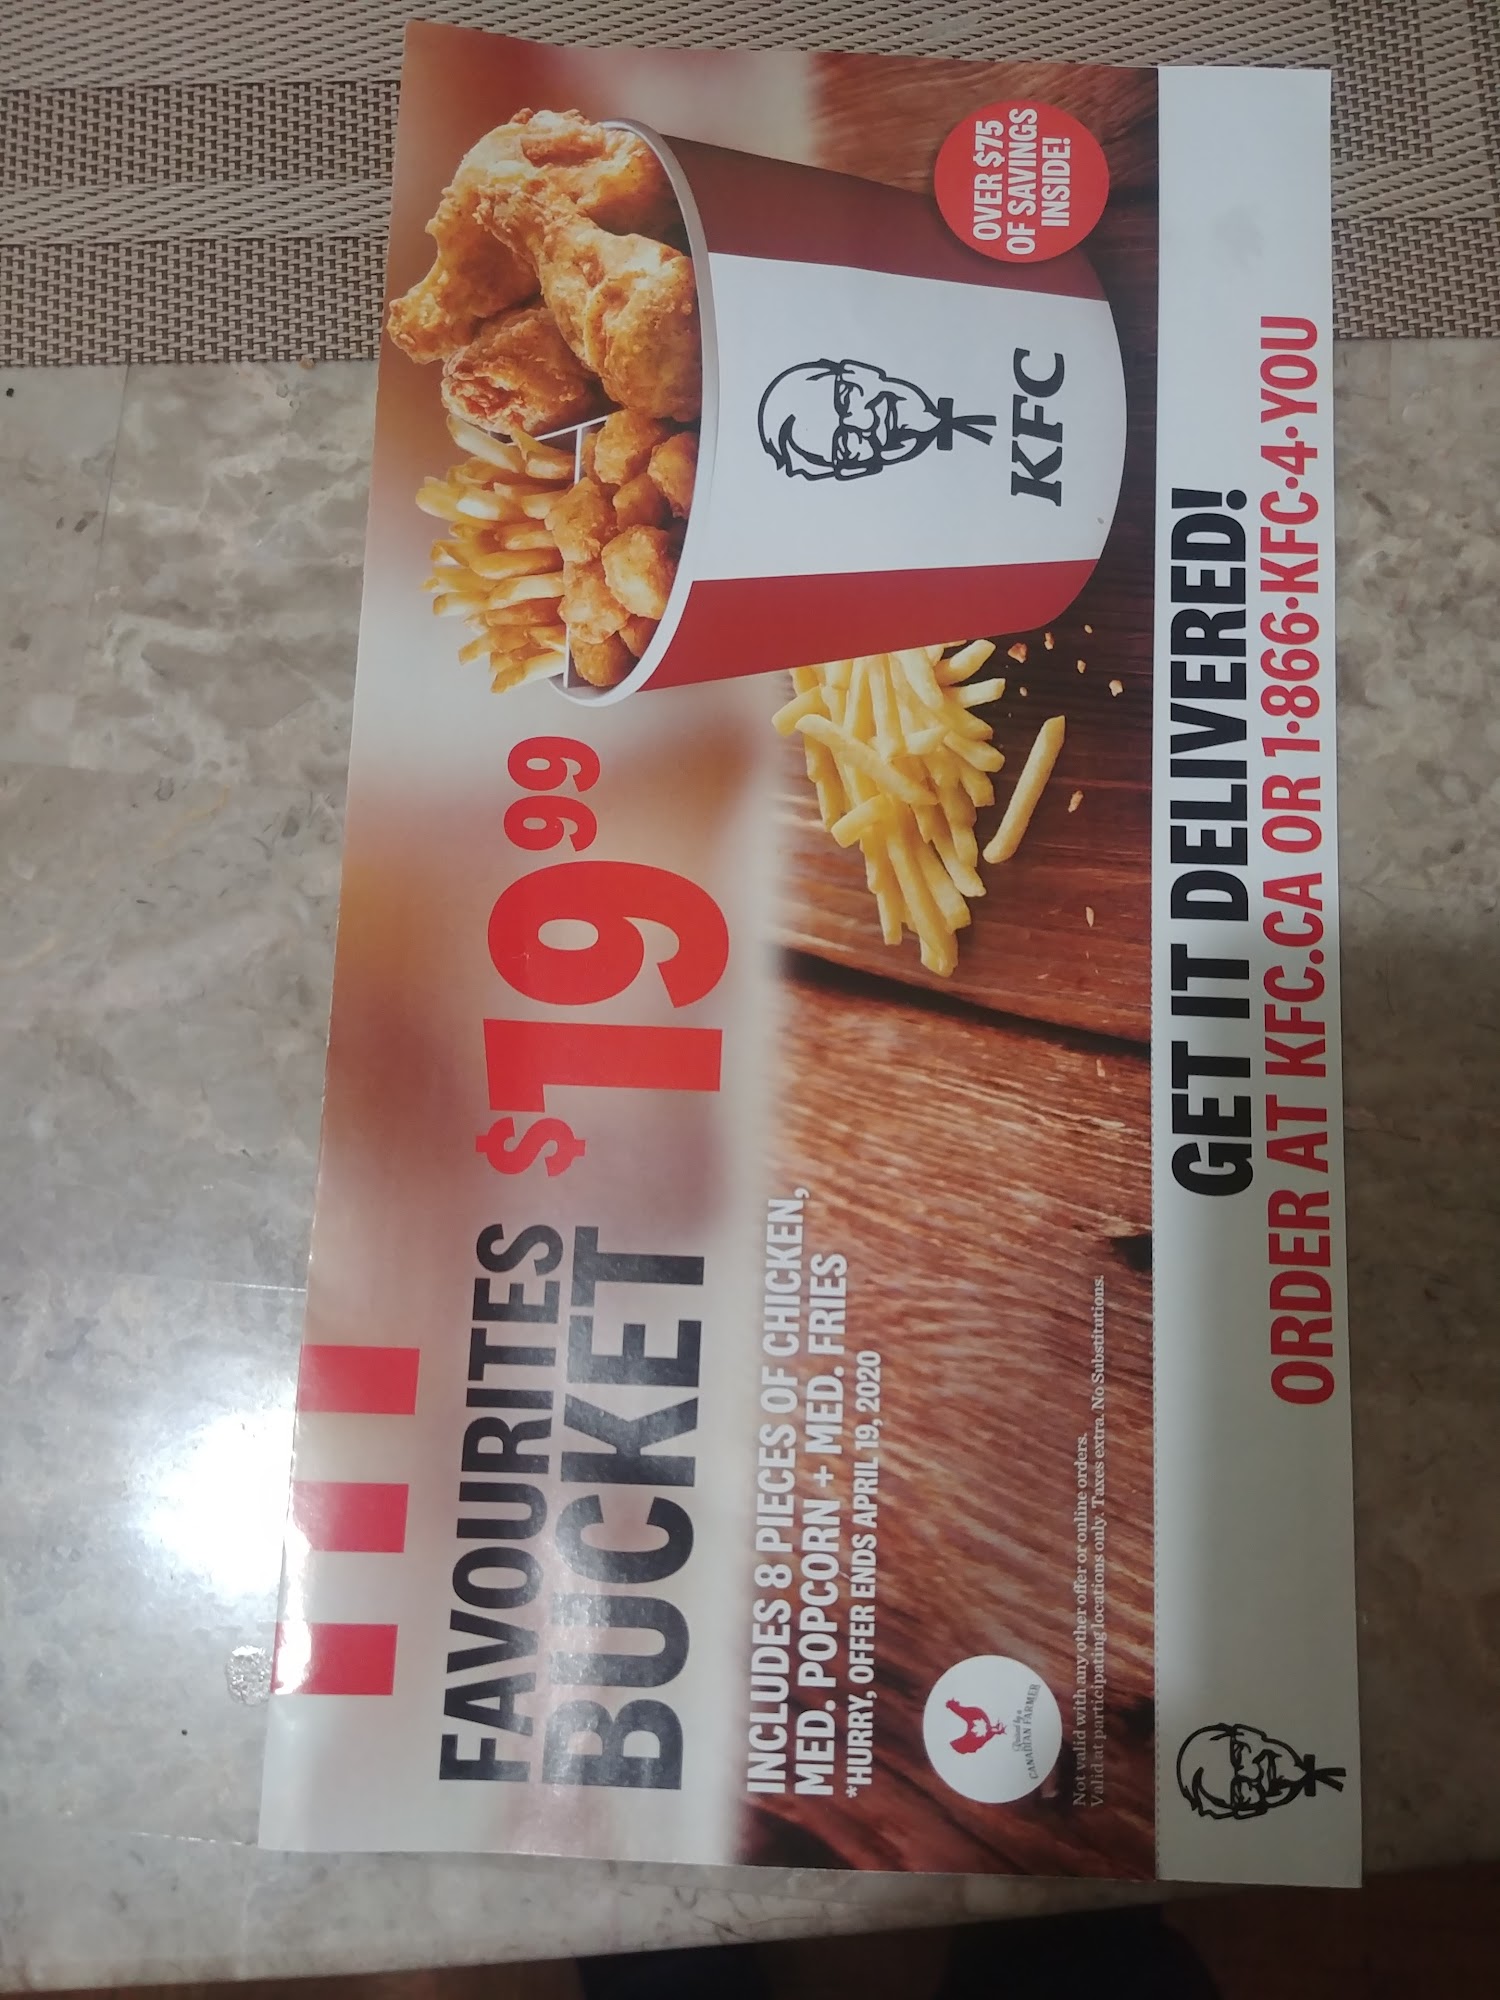 FAVOURITES
BUCKET
$19 99
INCLUDES 8 PIECES OF CHICKEN,
MED. POPCORN + MED. FRIES
*HURRY, OFFER ENDS APRIL 19, 2020
KFC
OVER $75
OF SAVINGS
INSIDE!
Raised by a
CANADIAN FARMER
Not valid with any other offer or online orders.
Valid at participating locations only. Taxes extra. No Substitutions.
GET IT DELIVERED!
ORDER AT KFC.CA OR 1·866·KFC·4·YOU